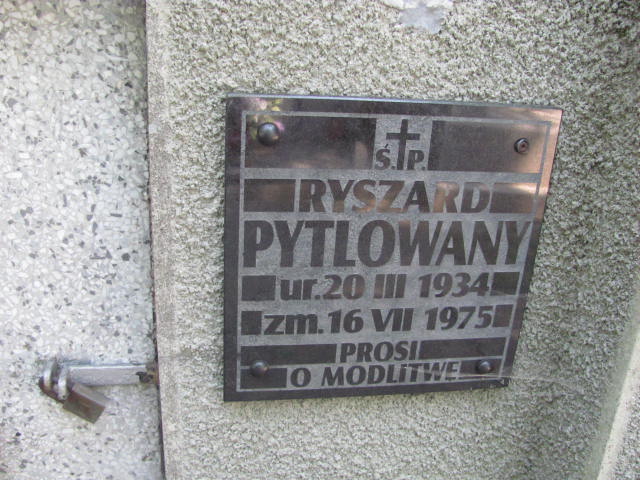 Ś.P.
RYSZARD
PYTLOWANY
ur. 20 III 1934
zm. 16 VII 1975
PROSI
O MODLiTWĘ